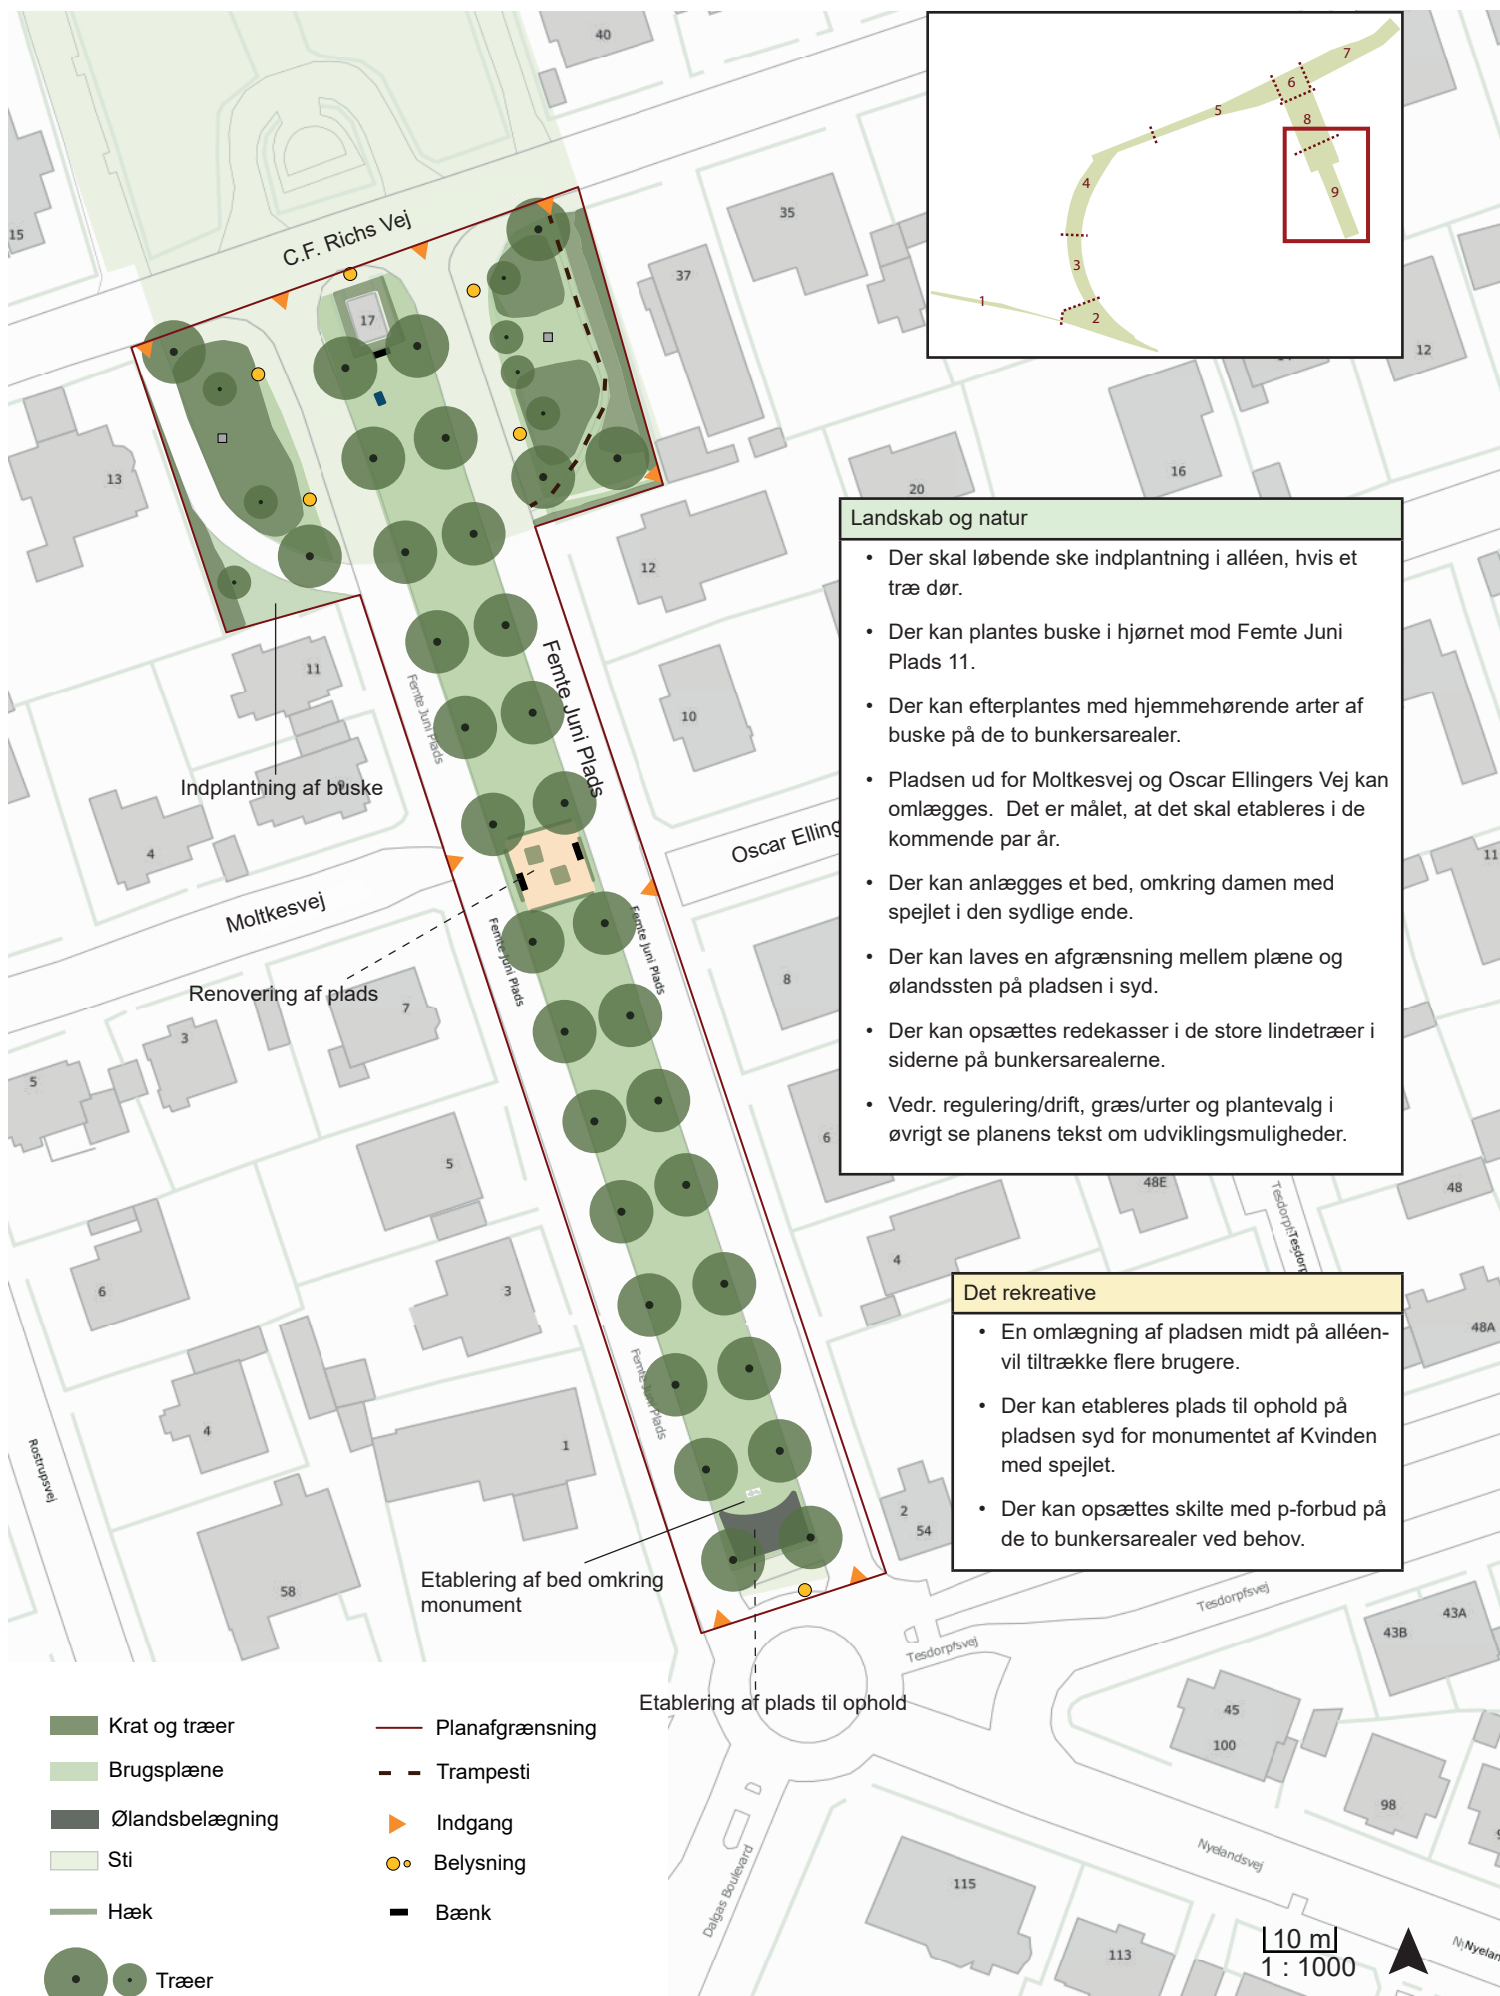 40
15
C.F. Richs Vej
35
37
17
13
12
20
16
12
11
9
10
4
8
7
3
5
5
6
6
3
4
1
58
4
2
54
48E
48
48A
11
43A
43B
45
100
98
115
113
Femte Juni Plads
Femte Juni Plads
Femte Juni Plads
Femte Juni Plads
Femte Juni Plads
Moltkesvej
Oscar Elling
Rostrupsvej
Tesdorpfsvej
Tesdorpfsvej
Nyelandsvej
Dalgas Boulevard
Indplantning af buske
Renovering af plads
Etablering af bed omkring
monument
Etablering af plads til ophold
1
2
3
4
5
6
7
8
9
Landskab og natur
• Der skal løbende ske indplantning i alléen, hvis et
træ dør.
• Der kan plantes buske i hjørnet mod Femte Juni
Plads 11.
• Der kan efterplantes med hjemmehørende arter af
buske på de to bunkersarealer.
• Pladsen ud for Moltkesvej og Oscar Ellingers Vej kan
omlægges.  Det er målet, at det skal etableres i de
kommende par år.
• Der kan anlægges et bed, omkring damen med
spejlet i den sydlige ende.
• Der kan laves en afgrænsning mellem plæne og
ølandssten på pladsen i syd.
• Der kan opsættes redekasser i de store lindetræer i
siderne på bunkersarealerne.
• Vedr. regulering/drift, græs/urter og plantevalg i
øvrigt se planens tekst om udviklingsmuligheder.
Det rekreative
• En omlægning af pladsen midt på alléen-
vil tiltrække flere brugere.
• Der kan etableres plads til ophold på
pladsen syd for monumentet af Kvinden
med spejlet.
• Der kan opsættes skilte med p-forbud på
de to bunkersarealer ved behov.
Krat og træer
Brugsplæne
Ølandsbelægning
Sti
Hæk
Træer
Planafgrænsning
Trampesti
Indgang
Belysning
Bænk
10 m
1 : 1000